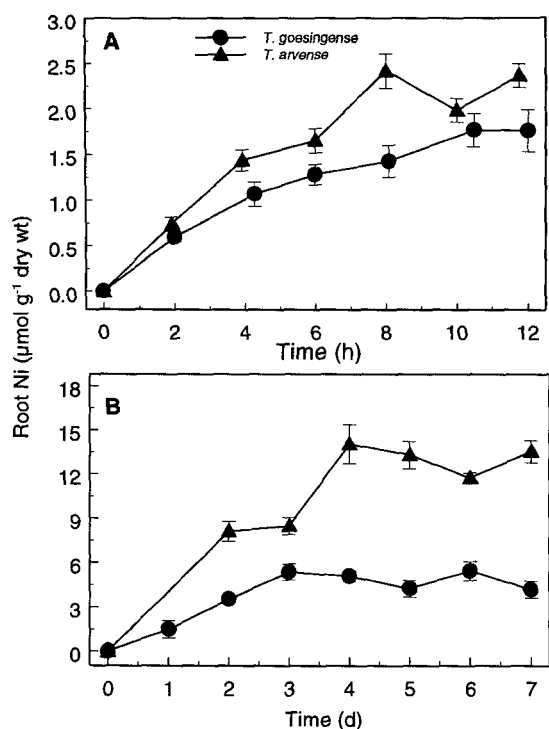 Root Ni (µmol g⁻¹ dry wt)
A
T. goesingense
T. arvense
3.0
2.5
2.0
1.5
1.0
0.5
0.0
0 2 4 6 8 10 12
Time (h)
B
18
15
12
9
6
3
0
0 1 2 3 4 5 6 7
Time (d)